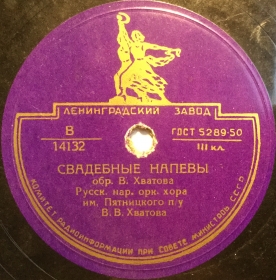 ЛЕНИНГРАДСКИЙ ЗАВОД
В
14132
ГОСТ 5289-50
III кл.
СВАДЕБНЫЕ НАПЕВЫ
обр. В. Хватова
Русск. нар. орк. хора
им. Пятницкого п/у
В. В. Хватова
КОМИТЕТ РАДИОИНФОРМАЦИИ ПРИ СОВЕТЕ МИНИСТРОВ СССР